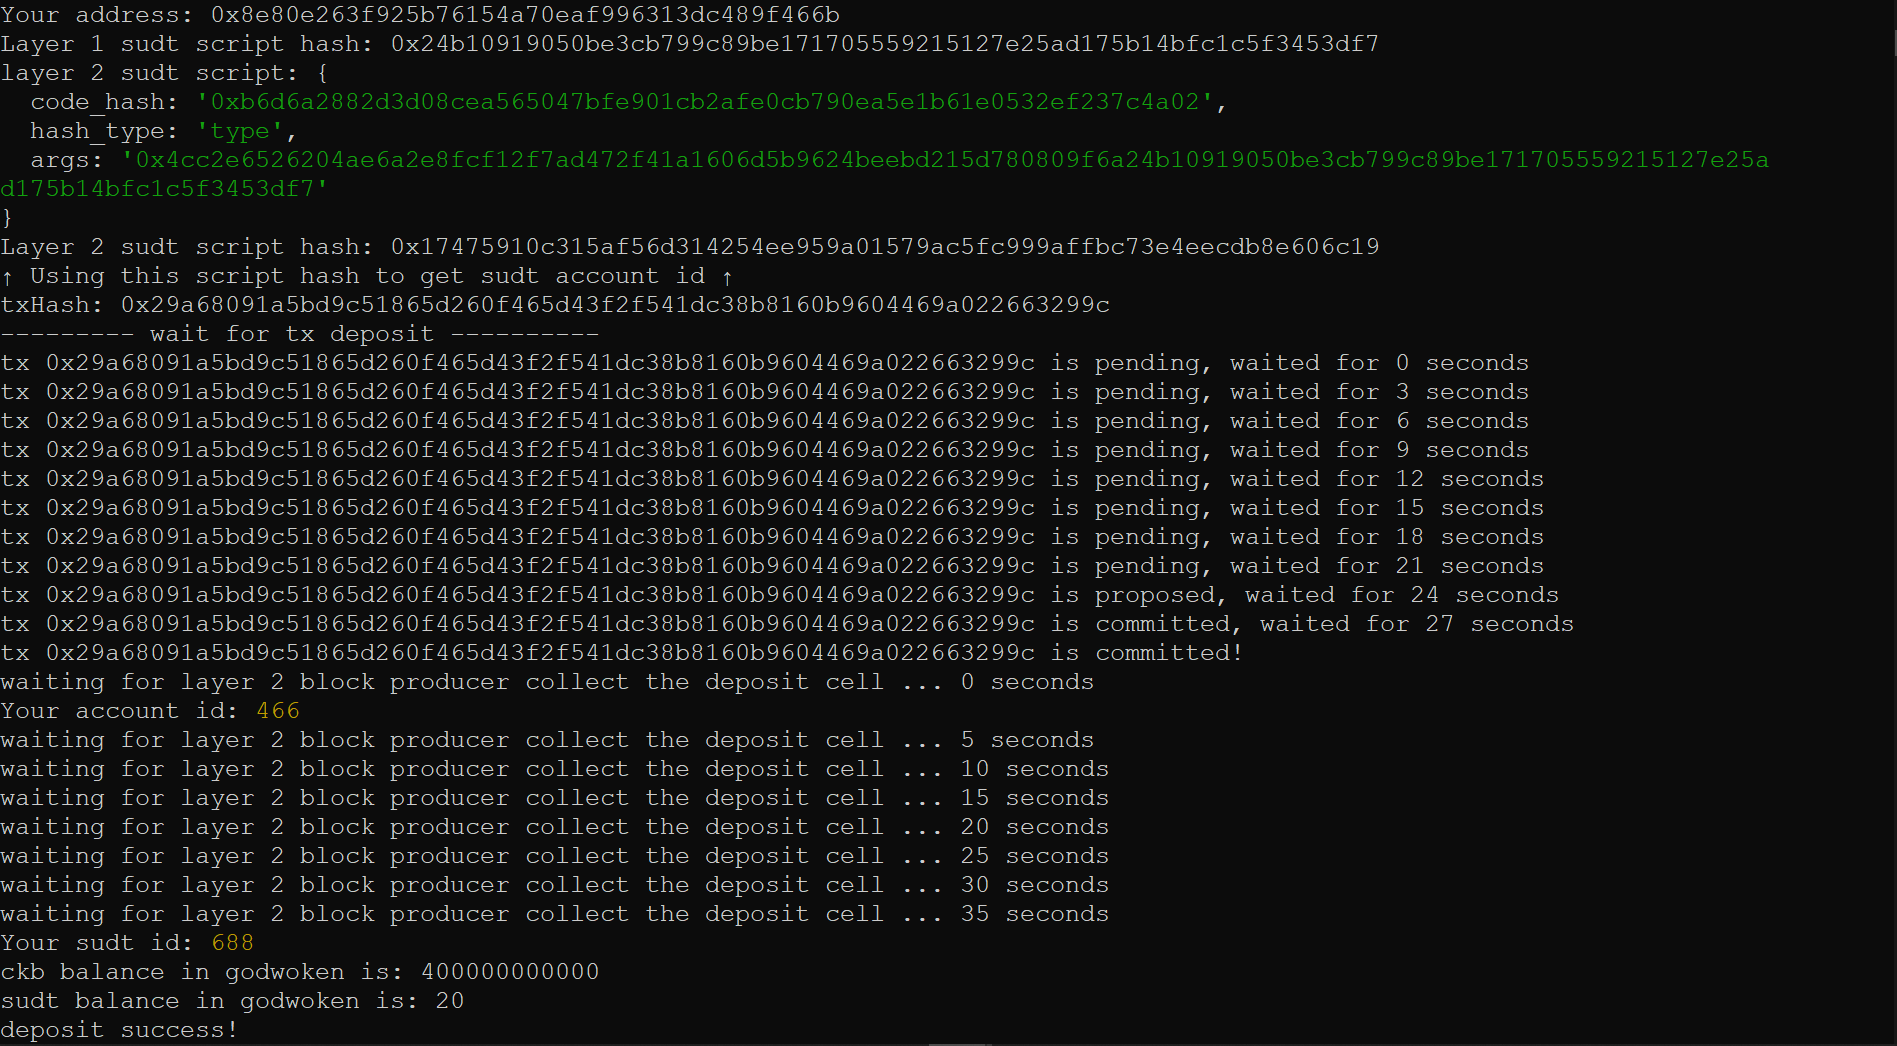 Your address: 0x8e80e263f925b76154a70eaf996313dc489f466b
Layer 1 sudt script hash: 0x24b10919050be3cb799c89be171705559215127e25ad175b14bfc1c5f3453df7
layer 2 sudt script: {
  code_hash: '0xb6d6a2882d3d08cea565047bfe901cb2afe0cb790ea5e1b61e0532ef237c4a02',
  hash_type: 'type',
  args: '0x4cc2e6526204ae6a2e8fcf12f7ad472f41a1606d5b9624beebd215d780809f6a24b10919050be3cb799c89be171705559215127e25a
d175b14bfc1c5f3453df7'
}
Layer 2 sudt script hash: 0x17475910c315af56d314254ee959a01579ac5fc999affbc73e4eecdb8e606c19
↑ Using this script hash to get sudt account id ↑
txHash: 0x29a68091a5bd9c51865d260f465d43f2f541dc38b8160b9604469a022663299c
--------- wait for tx deposit ----------
tx 0x29a68091a5bd9c51865d260f465d43f2f541dc38b8160b9604469a022663299c is pending, waited for 0 seconds
tx 0x29a68091a5bd9c51865d260f465d43f2f541dc38b8160b9604469a022663299c is pending, waited for 3 seconds
tx 0x29a68091a5bd9c51865d260f465d43f2f541dc38b8160b9604469a022663299c is pending, waited for 6 seconds
tx 0x29a68091a5bd9c51865d260f465d43f2f541dc38b8160b9604469a022663299c is pending, waited for 9 seconds
tx 0x29a68091a5bd9c51865d260f465d43f2f541dc38b8160b9604469a022663299c is pending, waited for 12 seconds
tx 0x29a68091a5bd9c51865d260f465d43f2f541dc38b8160b9604469a022663299c is pending, waited for 15 seconds
tx 0x29a68091a5bd9c51865d260f465d43f2f541dc38b8160b9604469a022663299c is pending, waited for 18 seconds
tx 0x29a68091a5bd9c51865d260f465d43f2f541dc38b8160b9604469a022663299c is pending, waited for 21 seconds
tx 0x29a68091a5bd9c51865d260f465d43f2f541dc38b8160b9604469a022663299c is proposed, waited for 24 seconds
tx 0x29a68091a5bd9c51865d260f465d43f2f541dc38b8160b9604469a022663299c is committed, waited for 27 seconds
tx 0x29a68091a5bd9c51865d260f465d43f2f541dc38b8160b9604469a022663299c is committed!
waiting for layer 2 block producer collect the deposit cell ... 0 seconds
Your account id: 466
waiting for layer 2 block producer collect the deposit cell ... 5 seconds
waiting for layer 2 block producer collect the deposit cell ... 10 seconds
waiting for layer 2 block producer collect the deposit cell ... 15 seconds
waiting for layer 2 block producer collect the deposit cell ... 20 seconds
waiting for layer 2 block producer collect the deposit cell ... 25 seconds
waiting for layer 2 block producer collect the deposit cell ... 30 seconds
waiting for layer 2 block producer collect the deposit cell ... 35 seconds
Your sudt id: 688
ckb balance in godwoken is: 400000000000
sudt balance in godwoken is: 20
deposit success!